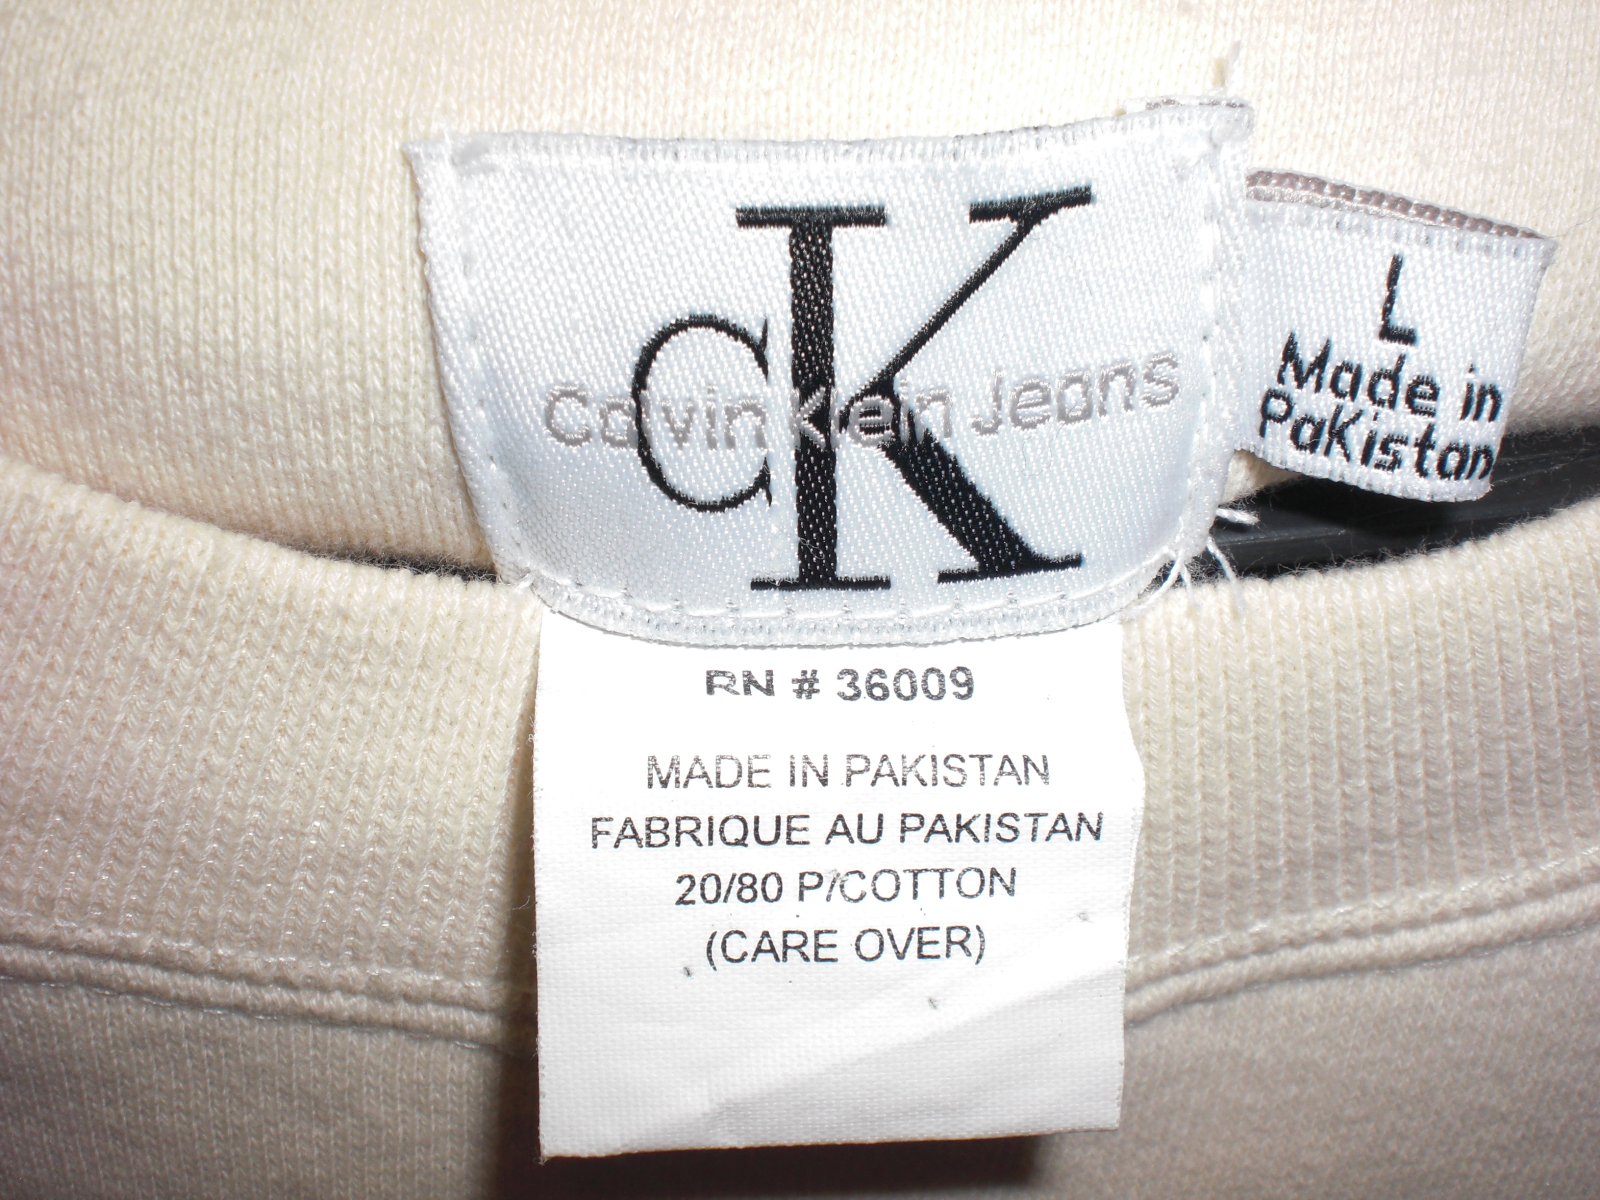 CK
Calvin Klein Jeans
L
Made in
PaKistan
RN # 36009
MADE IN PAKISTAN
FABRIQUE AU PAKISTAN
20/80 P/COTTON
(CARE OVER)